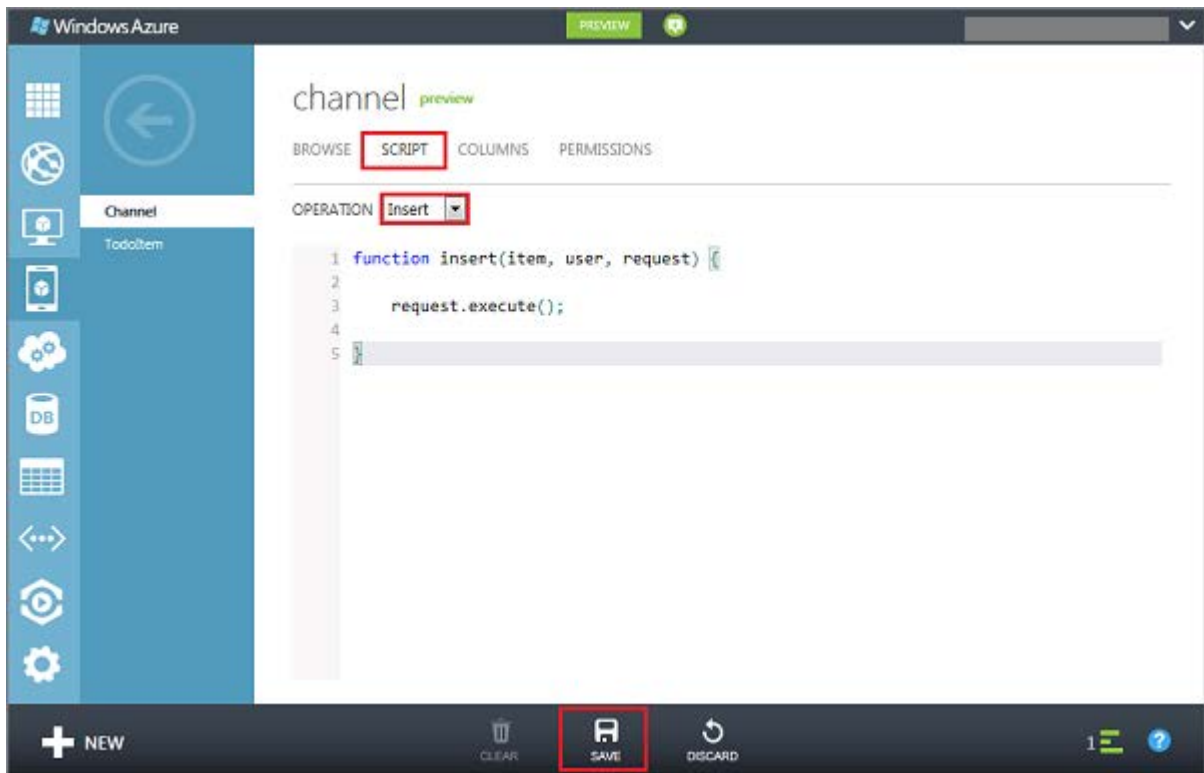 Windows Azure
PREVIEW
channel preview
BROWSE SCRIPT COLUMNS PERMISSIONS
Channel
TodoItem
OPERATION Insert
1 function insert(item, user, request) {
2
3 request.execute();
4
5 }
DB
NEW
CLEAR
SAVE
DISCARD
1
?